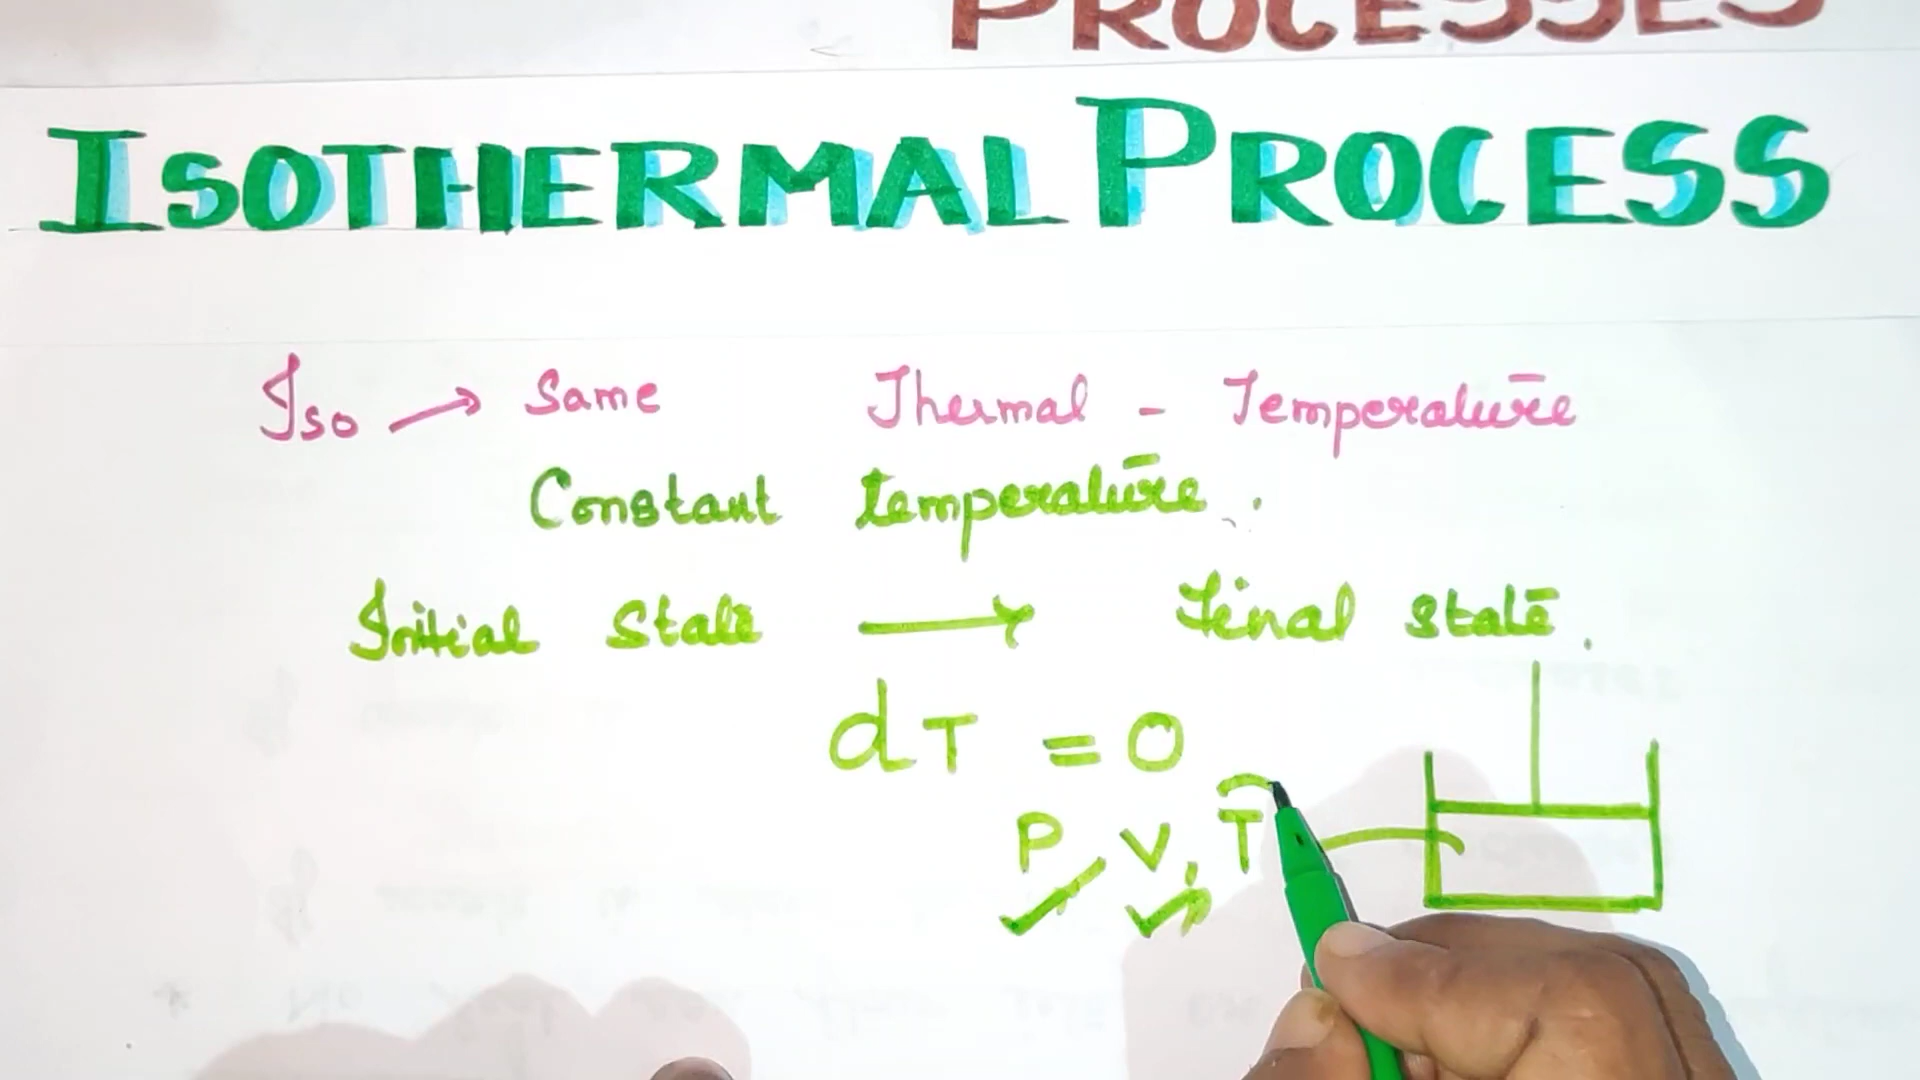 PROCESSES
ISOTHERMAL PROCESS
Iso → Same Thermal - Temperature
Constant temperature.
Initial State → Final state.
dT = 0
P, V, T